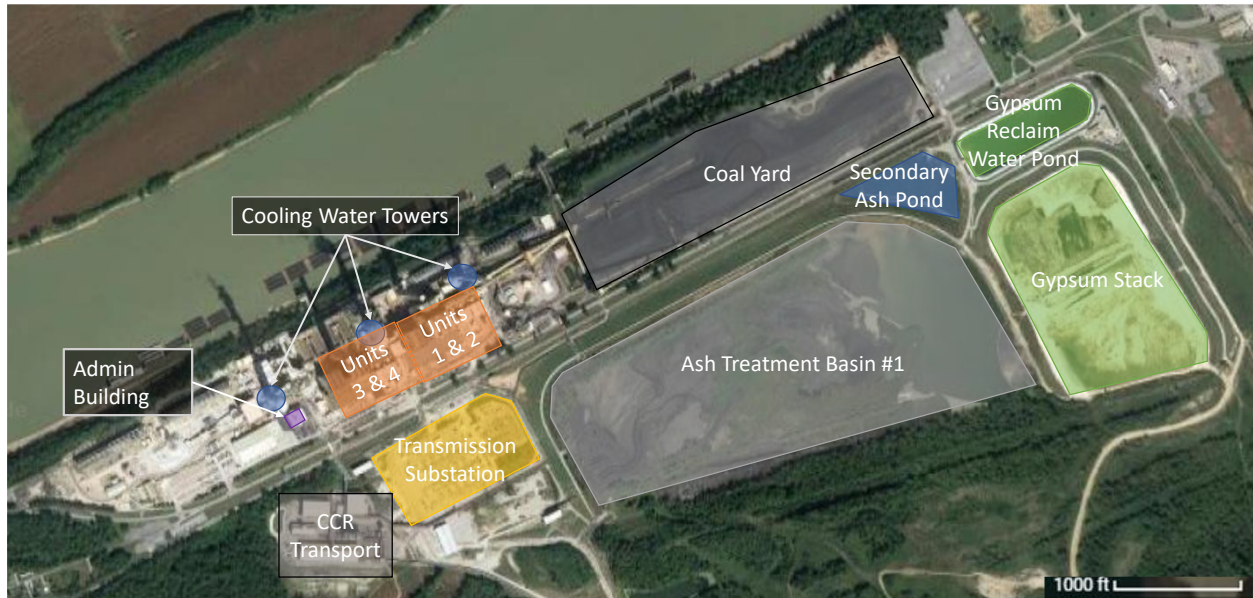 Gypsum
Reclaim
Water Pond
Coal Yard
Secondary
Ash Pond
Cooling Water Towers
Gypsum Stack
Units
1 & 2
Units
3 & 4
Admin
Building
Ash Treatment Basin #1
Transmission
Substation
CCR
Transport
1000 ft